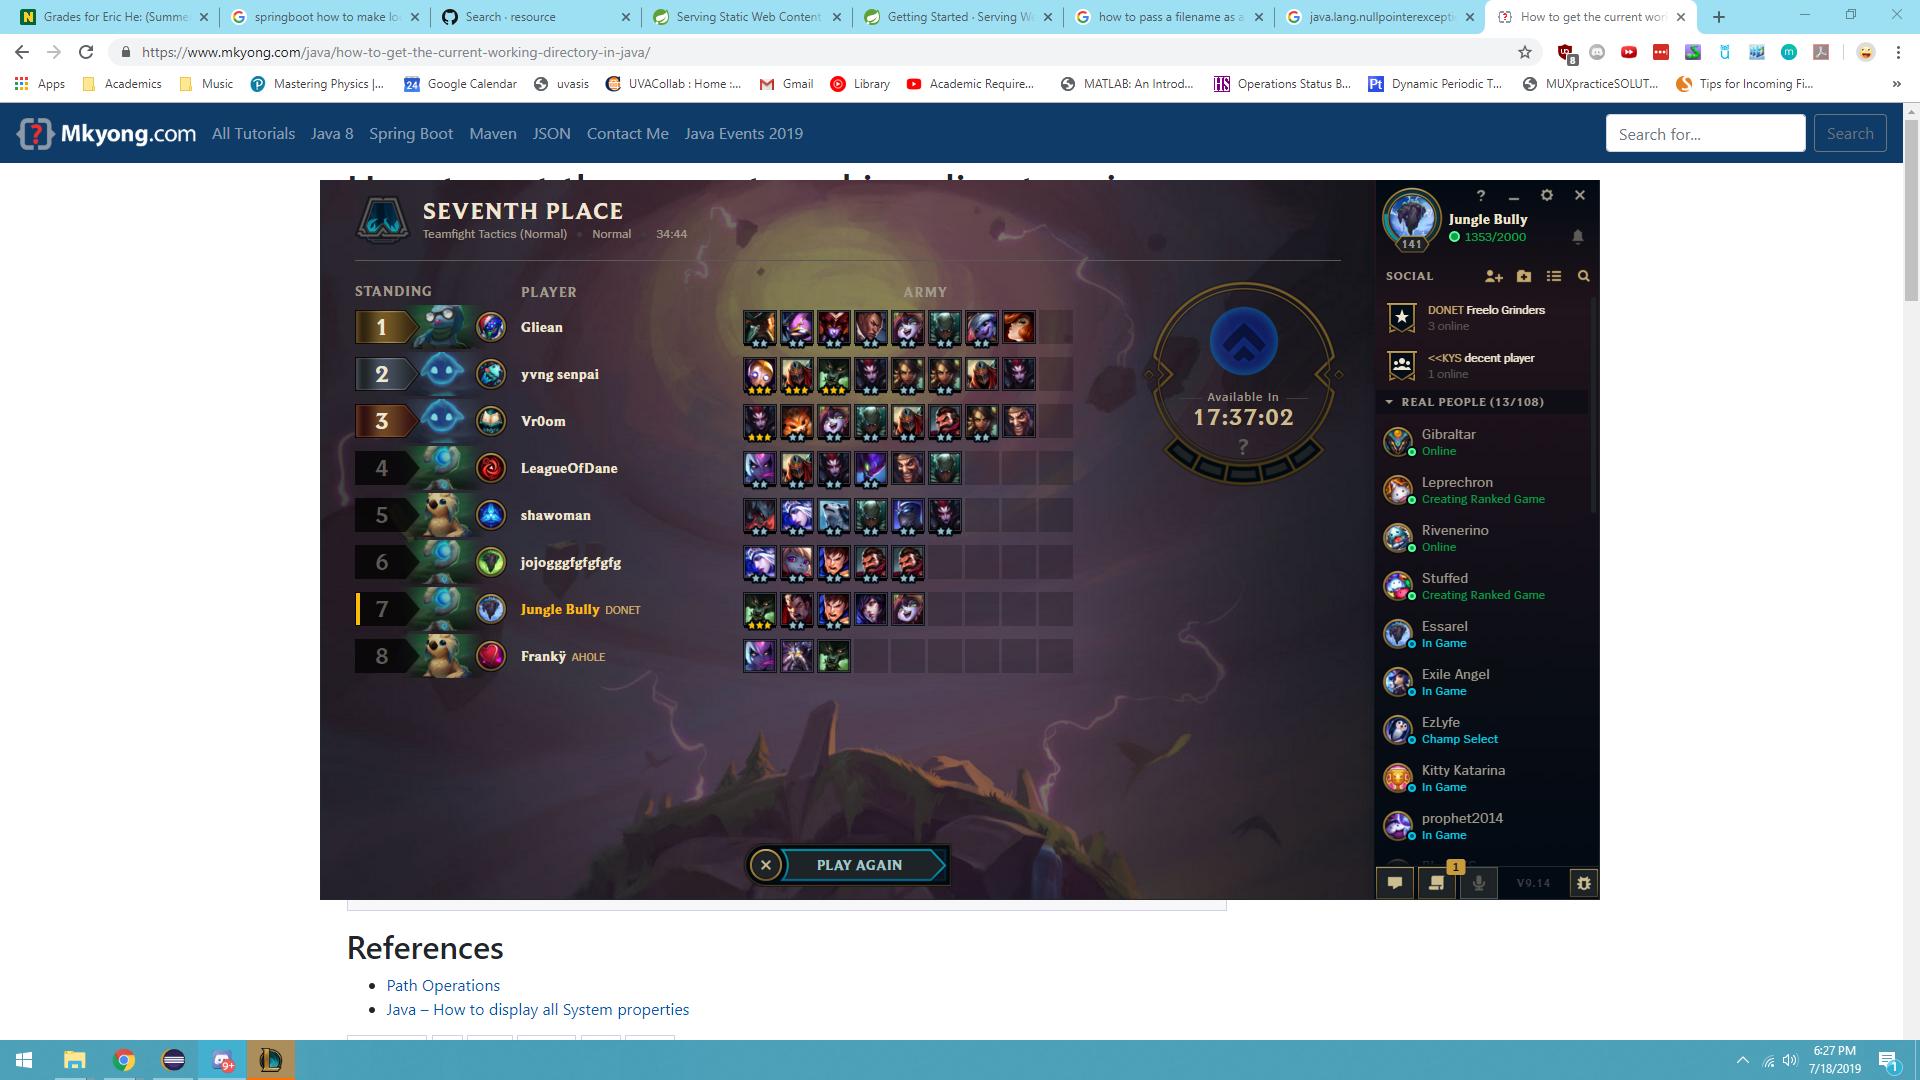 Grades for Eric He: (Summe
springboot how to make lo
Search · resource
Serving Static Web Content
Getting Started · Serving W
how to pass a filename as a
java.lang.nullpointerexcepti
How to get the current wor
https://www.mkyong.com/java/how-to-get-the-current-working-directory-in-java/
8
Apps
Academics
Music
Mastering Physics |...
24
Google Calendar
uvasis
UVACollab : Home :...
Gmail
Library
Academic Require...
MATLAB: An Introd...
Operations Status B...
Pt
Dynamic Periodic T...
MUXpracticeSOLUT...
Tips for Incoming Fi...
»
Mkyong.com
All Tutorials
Java 8
Spring Boot
Maven
JSON
Contact Me
Java Events 2019
Search for...
Search
SEVENTH PLACE
Teamfight Tactics (Normal) • Normal 34:44
STANDING
PLAYER
ARMY
1
Gliean
2
yvng senpai
3
Vr0om
4
LeagueOfDane
5
shawoman
6
jojogggfgfgfgfg
7
Jungle Bully DONET
8
Frankÿ AHOLE
Available In
17:37:02
?
PLAY AGAIN
?
Jungle Bully
1353/2000
141
SOCIAL
DONET Freelo Grinders
3 online
<<KYS decent player
1 online
REAL PEOPLE (13/108)
Gibraltar
Online
Leprechron
Creating Ranked Game
Rivenerino
Online
Stuffed
Creating Ranked Game
Essarel
In Game
Exile Angel
In Game
EzLyfe
Champ Select
Kitty Katarina
In Game
prophet2014
In Game
1
V9.14
References
Path Operations
Java – How to display all System properties
9+
6:27 PM
7/18/2019
1